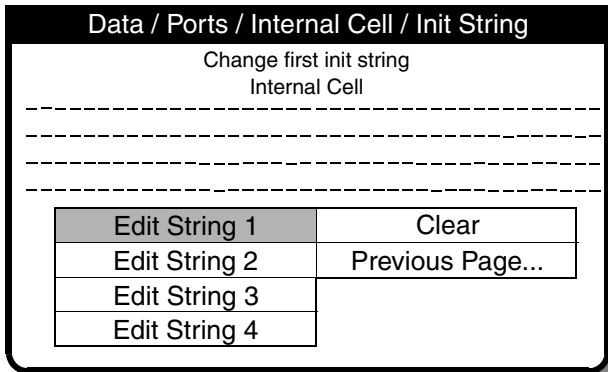 Data / Ports / Internal Cell / Init String
Change first init string
Internal Cell
Edit String 1
Clear
Edit String 2
Previous Page...
Edit String 3
Edit String 4